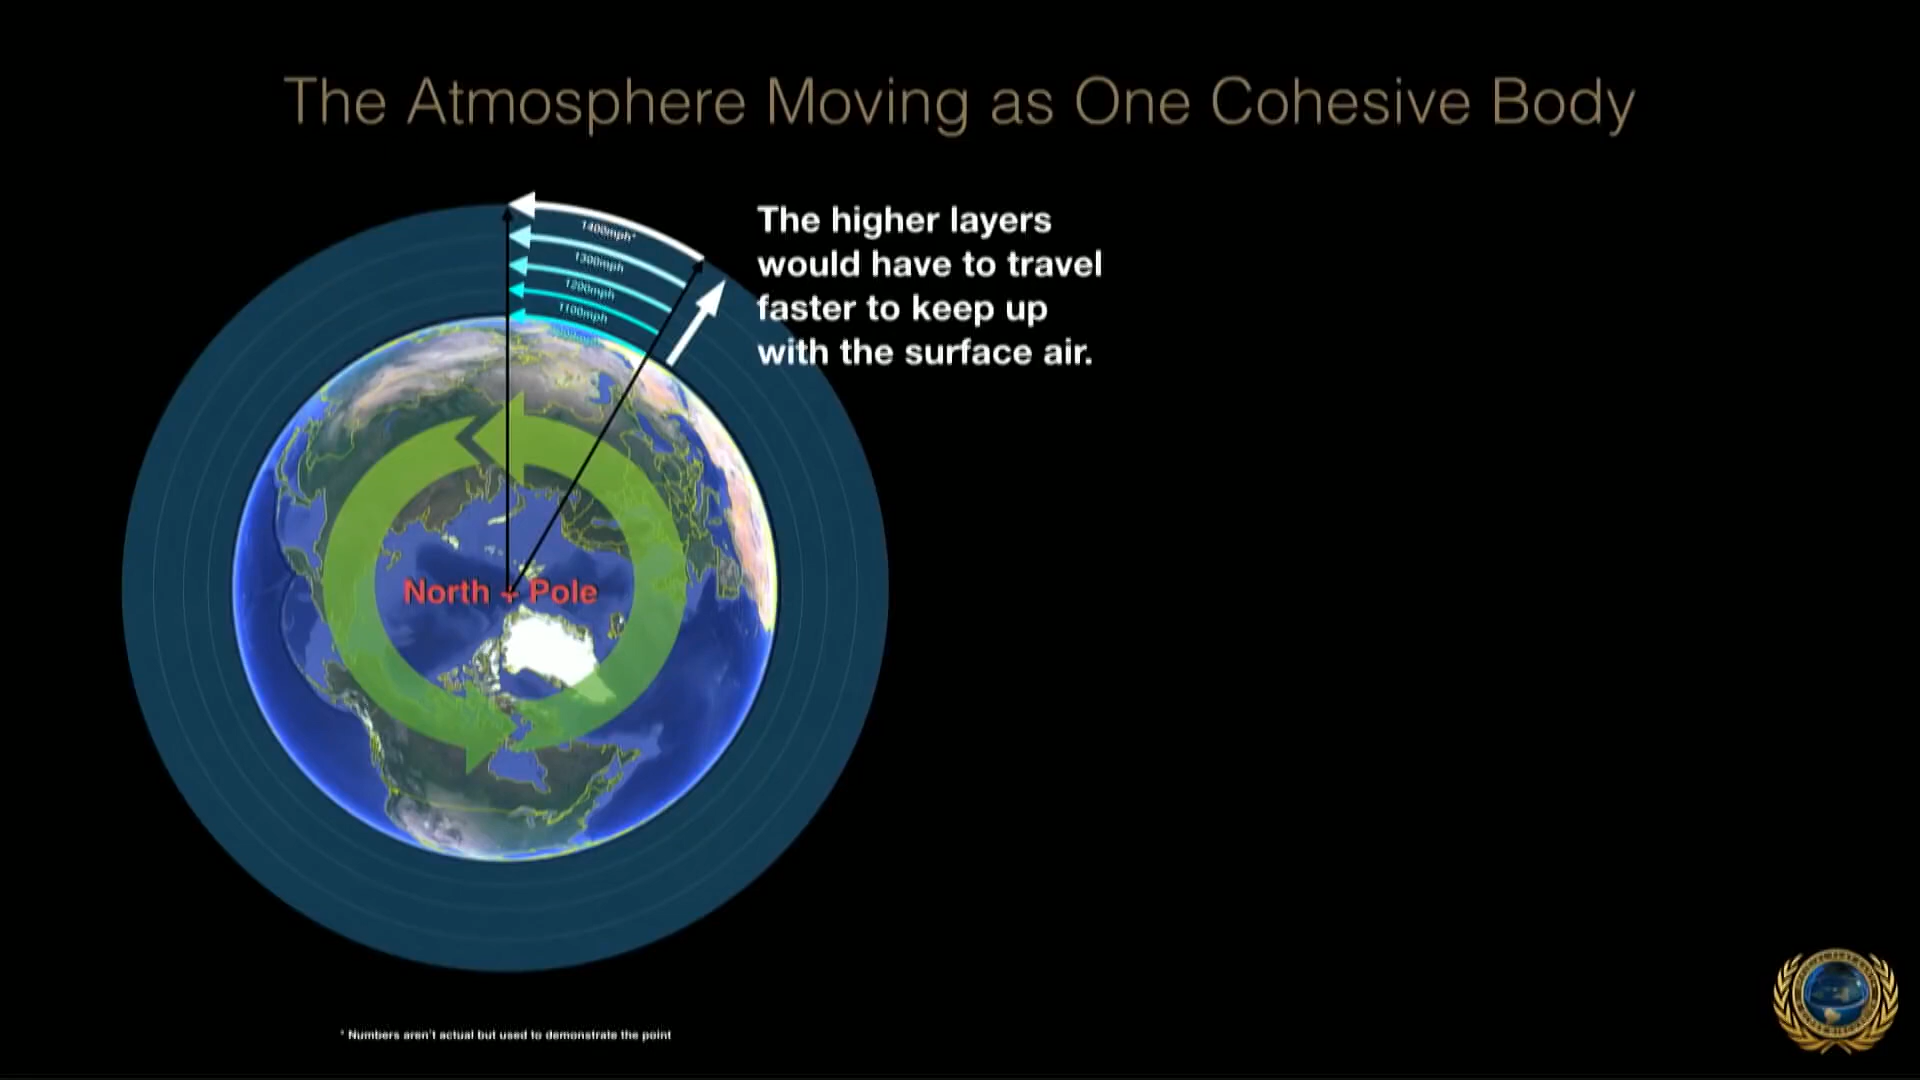 The Atmosphere Moving as One Cohesive Body
The higher layers
would have to travel
faster to keep up
with the surface air.
1400mph*
1300mph
1200mph
1100mph
North + Pole
* Numbers aren't actual but used to demonstrate the point